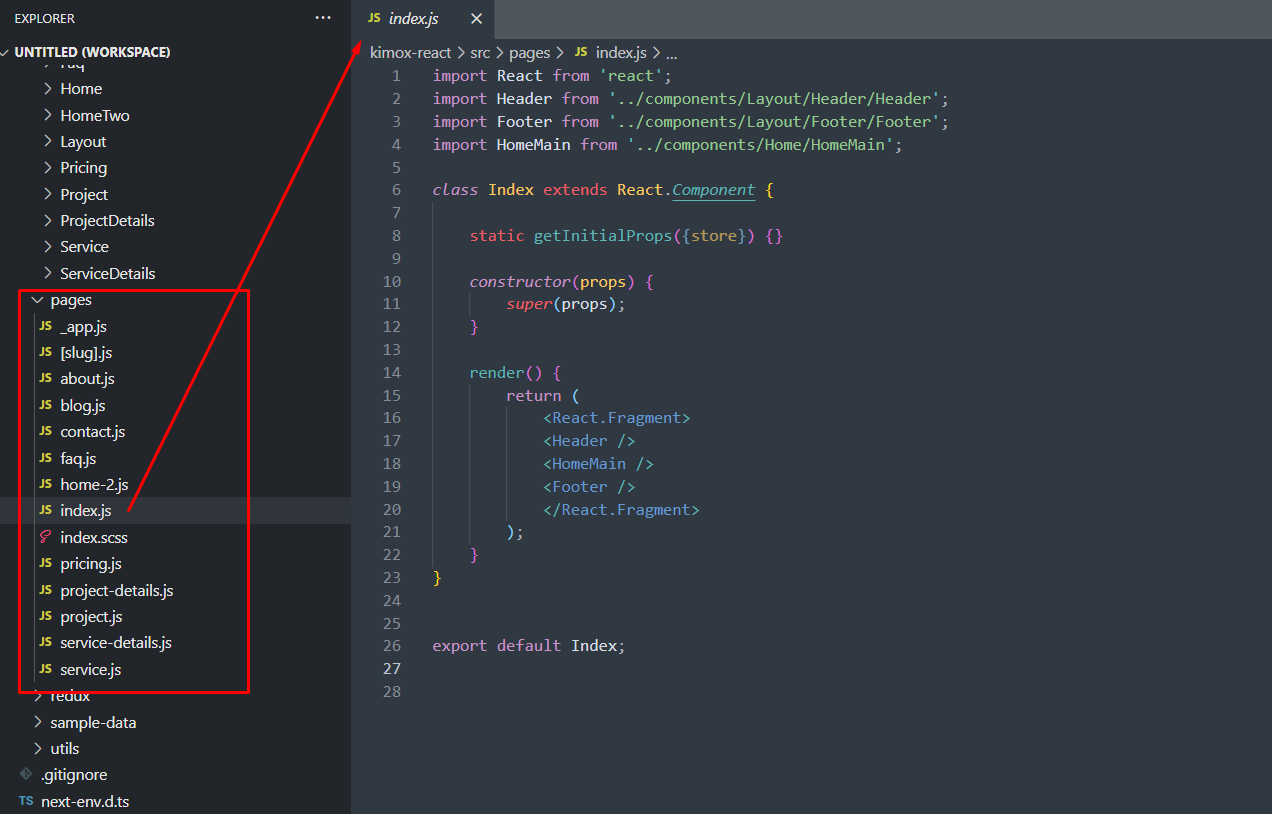 EXPLORER
···
UNTITLED (WORKSPACE)
Home
HomeTwo
Layout
Pricing
Project
ProjectDetails
Service
ServiceDetails
pages
JS _app.js
JS [slug].js
JS about.js
JS blog.js
JS contact.js
JS faq.js
JS home-2.js
JS index.js
index.scss
JS pricing.js
JS project-details.js
JS project.js
JS service-details.js
JS service.js
redux
sample-data
utils
.gitignore
TS next-env.d.ts
JS index.js ×
kimox-react > src > pages > JS index.js > ...
1 import React from 'react';
2 import Header from '../components/Layout/Header/Header';
3 import Footer from '../components/Layout/Footer/Footer';
4 import HomeMain from '../components/Home/HomeMain';
5
6 class Index extends React.Component {
7
8 static getInitialProps({store}) {}
9
10 constructor(props) {
11 super(props);
12 }
13
14 render() {
15 return (
16 <React.Fragment>
17 <Header />
18 <HomeMain />
19 <Footer />
20 </React.Fragment>
21 );
22 }
23 }
24
25
26 export default Index;
27
28